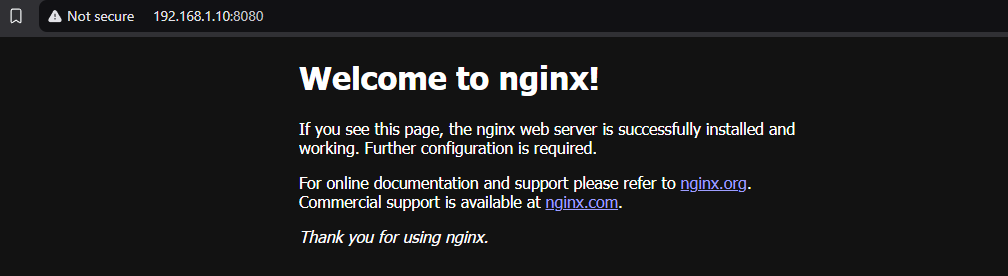 Not secure 192.168.1.10:8080
Welcome to nginx!
If you see this page, the nginx web server is successfully installed and
working. Further configuration is required.
For online documentation and support please refer to nginx.org.
Commercial support is available at nginx.com.
Thank you for using nginx.